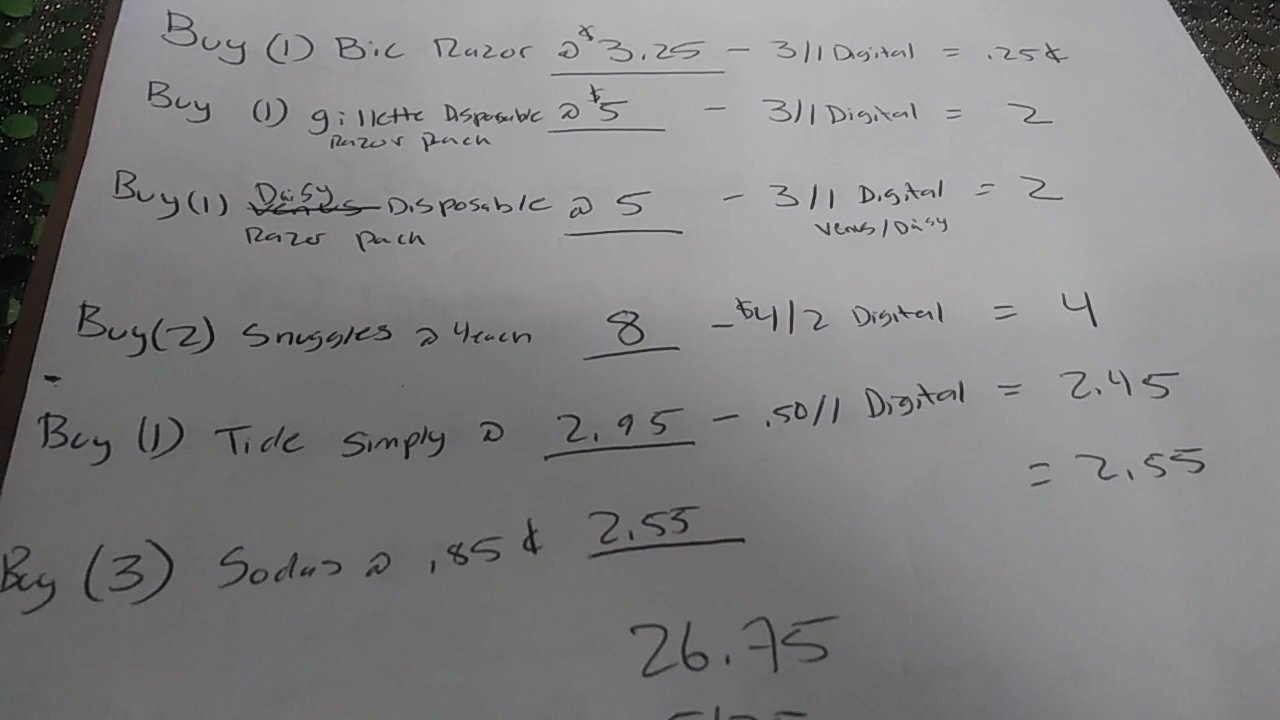 Buy (1) Bic Razor @ $3.25 - 3/1 Digital = .25¢
Buy (1) gillette Disposable @ $5 - 3/1 Digital = 2
Razor pack
Buy (1) Daisy Disposable @ 5 - 3/1 Digital = 2
Razor pack Venus/Daisy
Buy (2) Snuggles @ 4 each 8 - $4/2 Digital = 4
Buy (1) Tide Simply @ 2.95 - .50/1 Digital = 2.45
Buy (3) Sodas @ .85¢ 2.55 = 2.55
26.75